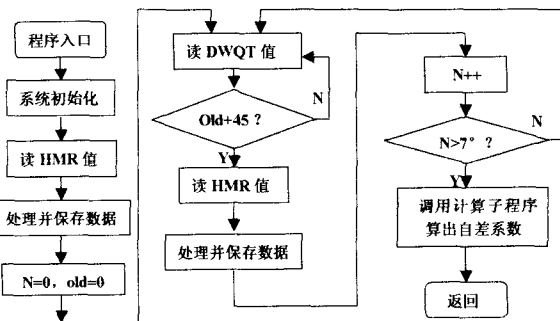 程序入口
系统初始化
读 HMR 值
处理并保存数据
N=0，old=0
读 DWQT 值
Old+45 ？
N
Y
读 HMR 值
处理并保存数据
N++
N>7° ？
N
Y
调用计算子程序
算出自差系数
返回